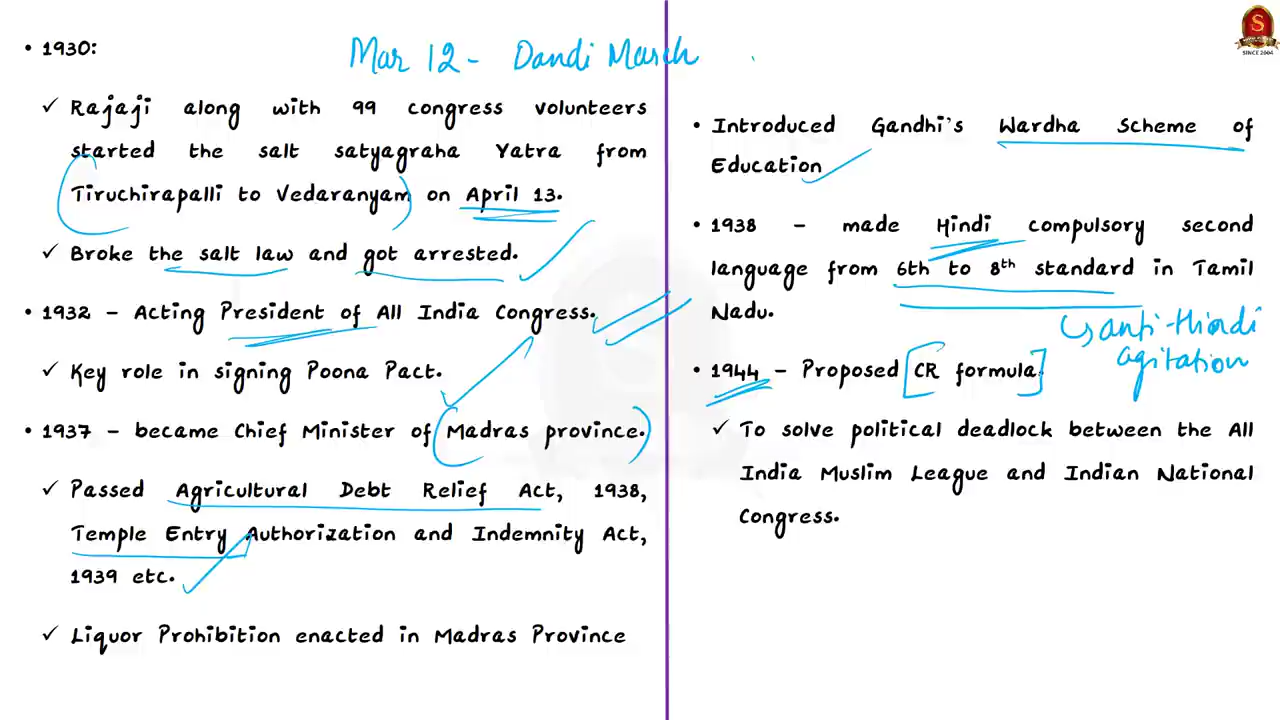 • 1930:
Mar 12 - Dandi March
✓ Rajaji along with 99 congress volunteers
started the salt satyagraha Yatra from
Tiruchirapalli to Vedaranyam on April 13.
✓ Broke the salt law and got arrested.
• 1932 - Acting President of All India Congress.
✓ Key role in signing Poona Pact.
• 1937 - became Chief Minister of Madras province.
✓ Passed Agricultural Debt Relief Act, 1938,
Temple Entry Authorization and Indemnity Act,
1939 etc.
✓ Liquor Prohibition enacted in Madras Province
S
SINCE 2004
• Introduced Gandhi's Wardha Scheme of
Education
• 1938 - made Hindi compulsory second
language from 6th to 8th standard in Tamil
Nadu.
anti-Hindi
agitation
• 1944 - Proposed [CR formula].
✓ To solve political deadlock between the All
India Muslim League and Indian National
Congress.